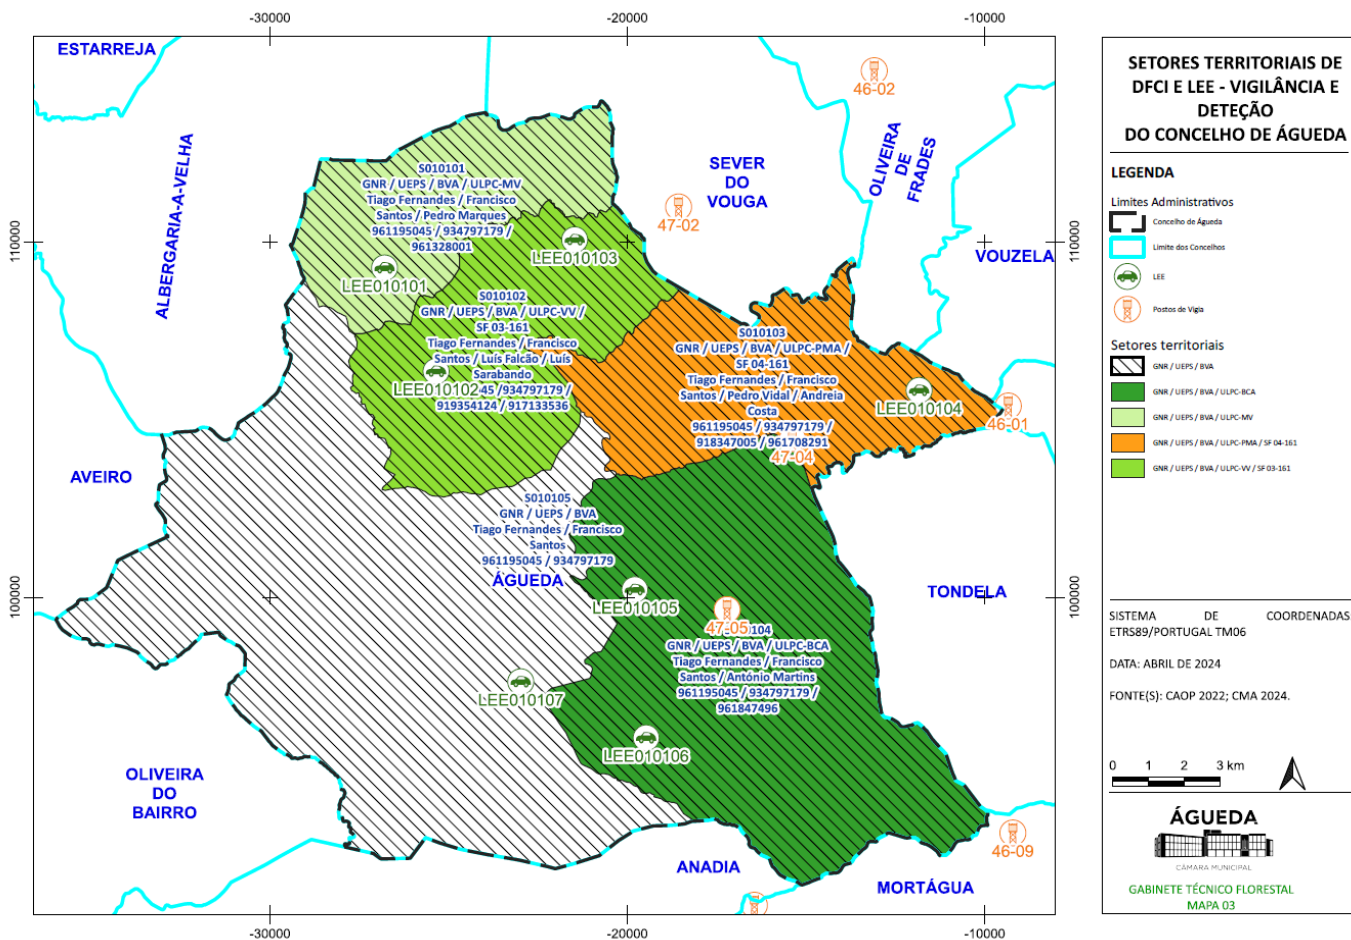 -30000
-20000
-10000
ESTARREJA
ALBERGARIA-A-VELHA
SEVER
DO
VOUGA
OLIVEIRA
DE
FRADES
VOUZELA
46-02
47-02
110000
110000
S010101
GNR / UEPS / BVA / ULPC-MV
Tiago Fernandes / Francisco
Santos / Pedro Marques
961195045 / 934797179 /
961328001
LEE010101
LEE010103
S010102
GNR / UEPS / BVA / ULPC-VV /
SF 03-161
Tiago Fernandes / Francisco
Santos / Luís Falcão / Luís
Sarabando
45 / 934797179 /
919354124 / 917133536
LEE010102
S010103
GNR / UEPS / BVA / ULPC-PMA /
SF 04-161
Tiago Fernandes / Francisco
Santos / Pedro Vidal / Andreia
Costa
961195045 / 934797179 /
918347005 / 961708291
47-04
LEE010104
46-01
AVEIRO
S010105
GNR / UEPS / BVA
Tiago Fernandes / Francisco
Santos
961195045 / 934797179
ÁGUEDA
TONDELA
100000
100000
LEE010105
47-05
104
GNR / UEPS / BVA / ULPC-BCA
Tiago Fernandes / Francisco
Santos / António Martins
961195045 / 934797179 /
961847496
LEE010107
LEE010106
OLIVEIRA
DO
BAIRRO
ANADIA
MORTÁGUA
46-09
-30000
-20000
-10000
SETORES TERRITORIAIS DE
DFCI E LEE - VIGILÂNCIA E
DETEÇÃO
DO CONCELHO DE ÁGUEDA
LEGENDA
Limites Administrativos
Concelho de Águeda
Limite dos Concelhos
LEE
Postos de Vigia
Setores territoriais
GNR / UEPS / BVA
GNR / UEPS / BVA / ULPC-BCA
GNR / UEPS / BVA / ULPC-MV
GNR / UEPS / BVA / ULPC-PMA / SF 04-161
GNR / UEPS / BVA / ULPC-VV / SF 03-161
SISTEMA DE COORDENADAS
ETRS89/PORTUGAL TM06
DATA: ABRIL DE 2024
FONTE(S): CAOP 2022; CMA 2024.
0 1 2 3 km
ÁGUEDA
CÂMARA MUNICIPAL
GABINETE TÉCNICO FLORESTAL
MAPA 03